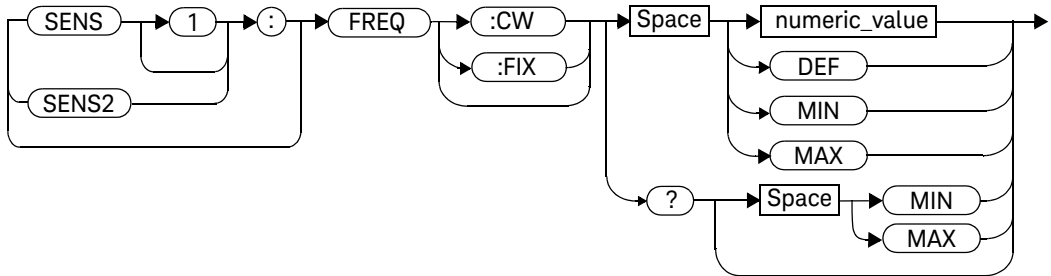 SENS 1 : FREQ :CW Space numeric_value
:FIX DEF
SENS2 MIN
MAX
? Space MIN
MAX